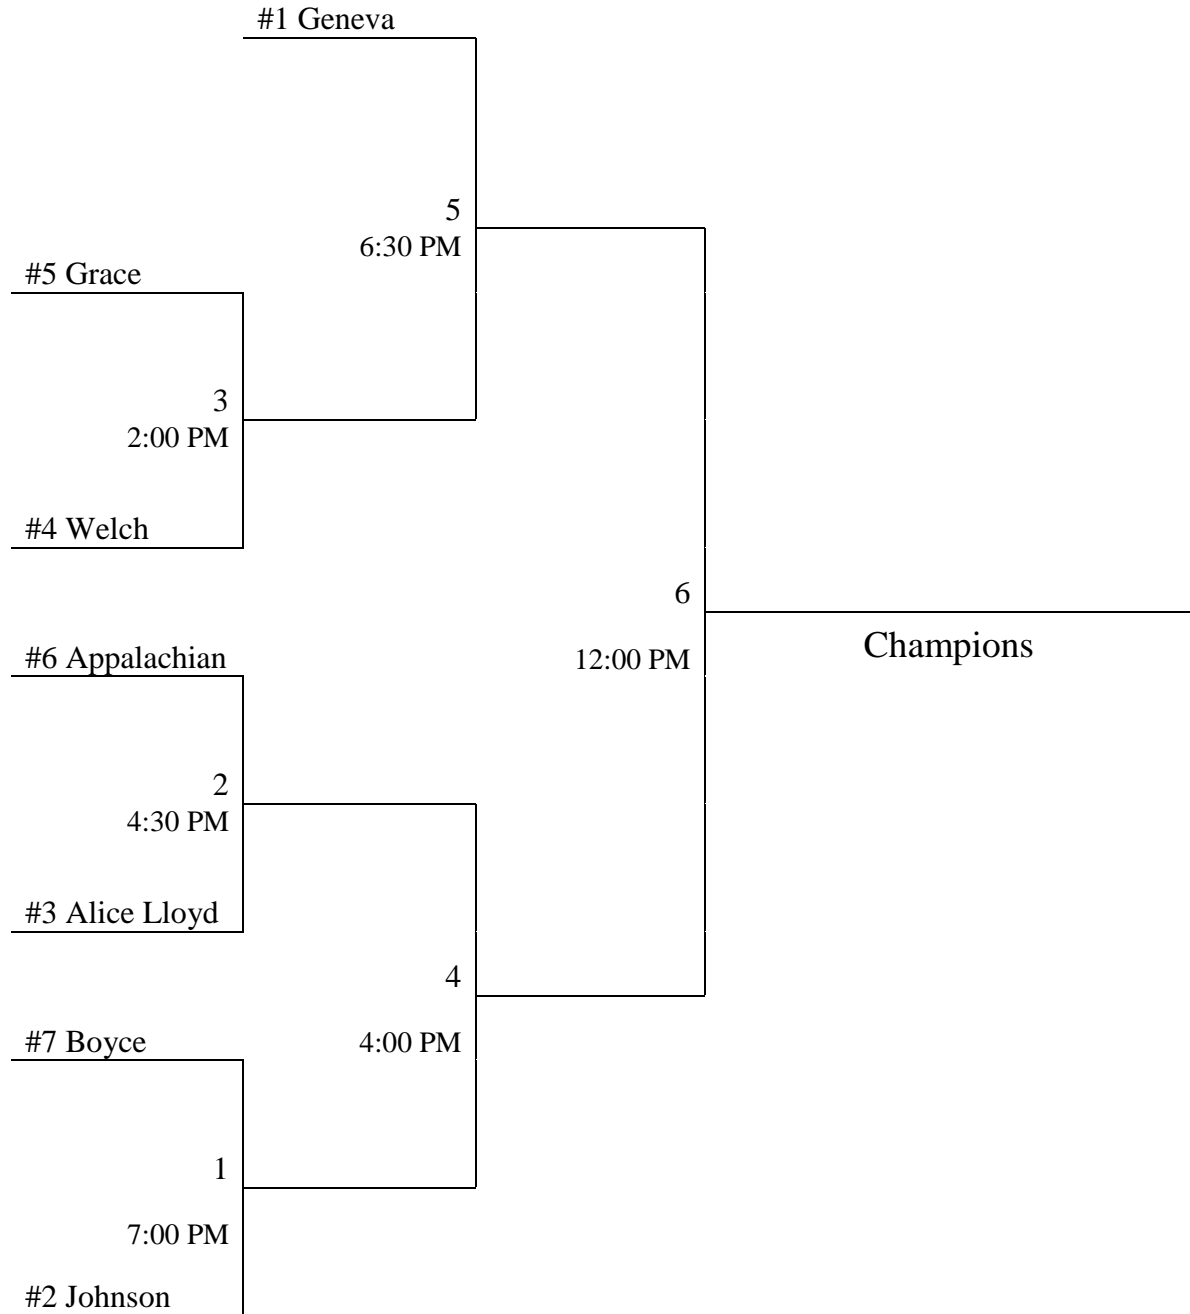 #1 Geneva
5
6:30 PM
#5 Grace
3
2:00 PM
#4 Welch
6
Champions
#6 Appalachian
12:00 PM
2
4:30 PM
#3 Alice Lloyd
4
#7 Boyce
4:00 PM
1
7:00 PM
#2 Johnson